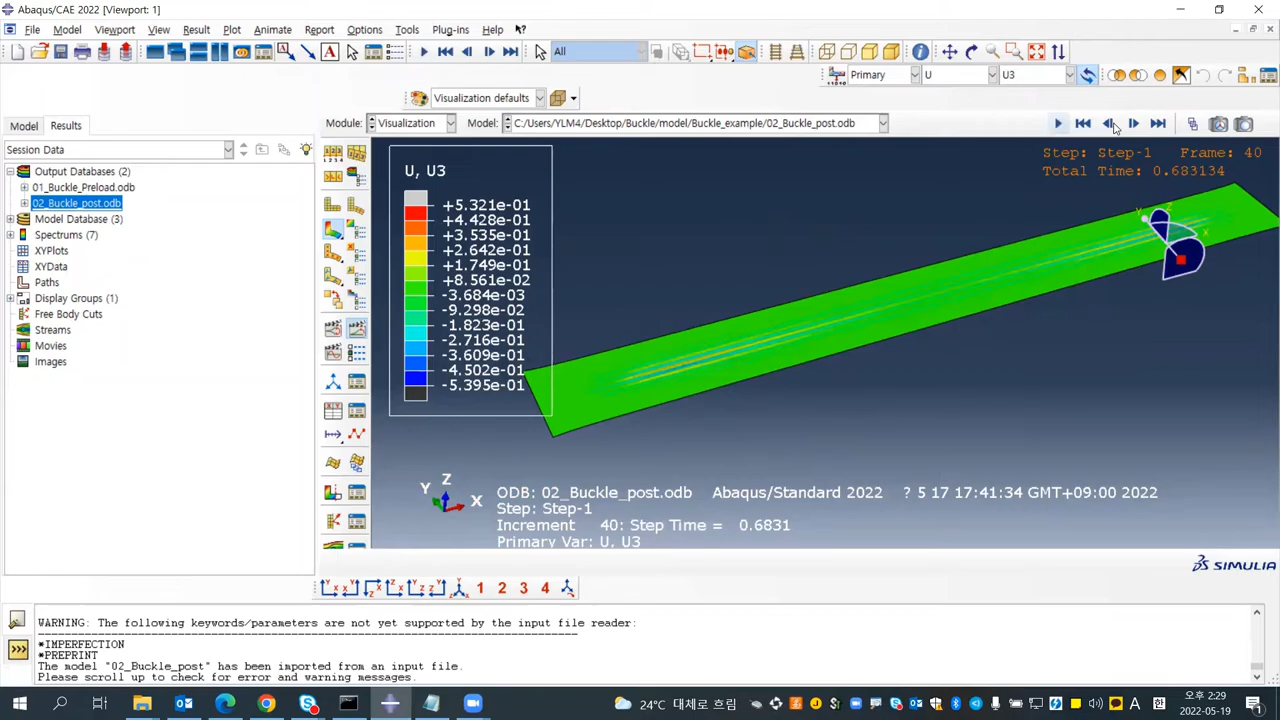 Abaqus/CAE 2022 [Viewport: 1]
File Model Viewport View Result Plot Animate Report Options Tools Plug-ins Help
All
Primary U U3
Visualization defaults
Model Results Module: Visualization Model: C:/Users/YLM4/Desktop/Buckle/model/Buckle_example/02_Buckle_post.odb
Session Data
Output Databases (2)
01_Buckle_Preload.odb
02_Buckle_post.odb
Model Database (3)
Spectrums (7)
XYPlots
XYData
Paths
Display Groups (1)
Free Body Cuts
Streams
Movies
Images
U, U3
+5.321e-01
+4.428e-01
+3.535e-01
+2.642e-01
+1.749e-01
+8.561e-02
-3.684e-03
-9.298e-02
-1.823e-01
-2.716e-01
-3.609e-01
-4.502e-01
-5.395e-01
Step: Step-1 Frame: 40
Total Time: 0.683134
Y Z X
Z
Y
X
ODB: 02_Buckle_post.odb Abaqus/Standard 2022 ? 5 17 17:41:34 GMT+09:00 2022
Step: Step-1
Increment 40: Step Time = 0.6831
Primary Var: U, U3
SIMULIA
1 2 3 4
WARNING: The following keywords/parameters are not yet supported by the input file reader:
*IMPERFECTION
*PREPRINT
The model "02_Buckle_post" has been imported from an input file.
Please scroll up to check for error and warning messages.
24°C 대체로 흐림
A
오후 5:29
2022-05-19